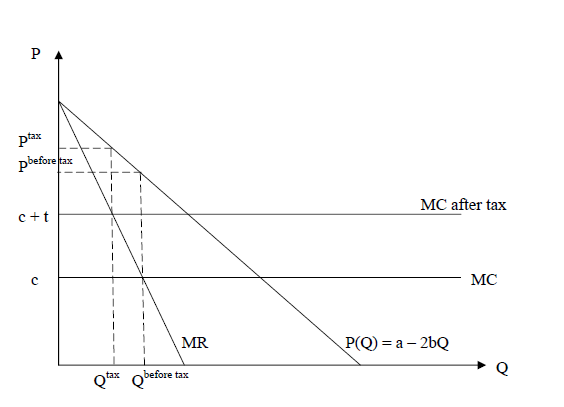 P
P^tax
P^before tax
MC after tax
c + t
c
MC
MR
P(Q) = a – 2bQ
Q
Q^tax
Q^before tax